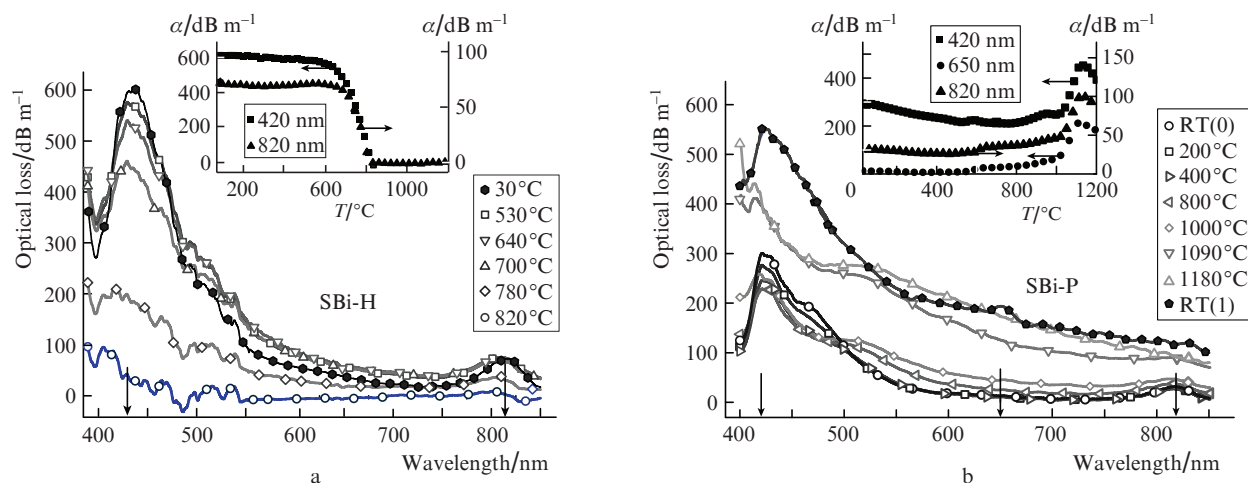 α/dB m⁻¹
α/dB m⁻¹
600
400
200
0
100
50
0
420 nm
820 nm
200
600
1000
T/°C
Optical loss/dB m⁻¹
600
500
400
300
200
100
0
SBi-H
30°C
530°C
640°C
700°C
780°C
820°C
400
500
600
700
800
Wavelength/nm
a
α/dB m⁻¹
α/dB m⁻¹
400
300
200
100
150
100
50
0
420 nm
650 nm
820 nm
0
400
800
1200
T/°C
Optical loss/dB m⁻¹
600
500
400
300
200
100
0
SBi-P
RT(0)
200°C
400°C
800°C
1000°C
1090°C
1180°C
RT(1)
400
500
600
700
800
Wavelength/nm
b